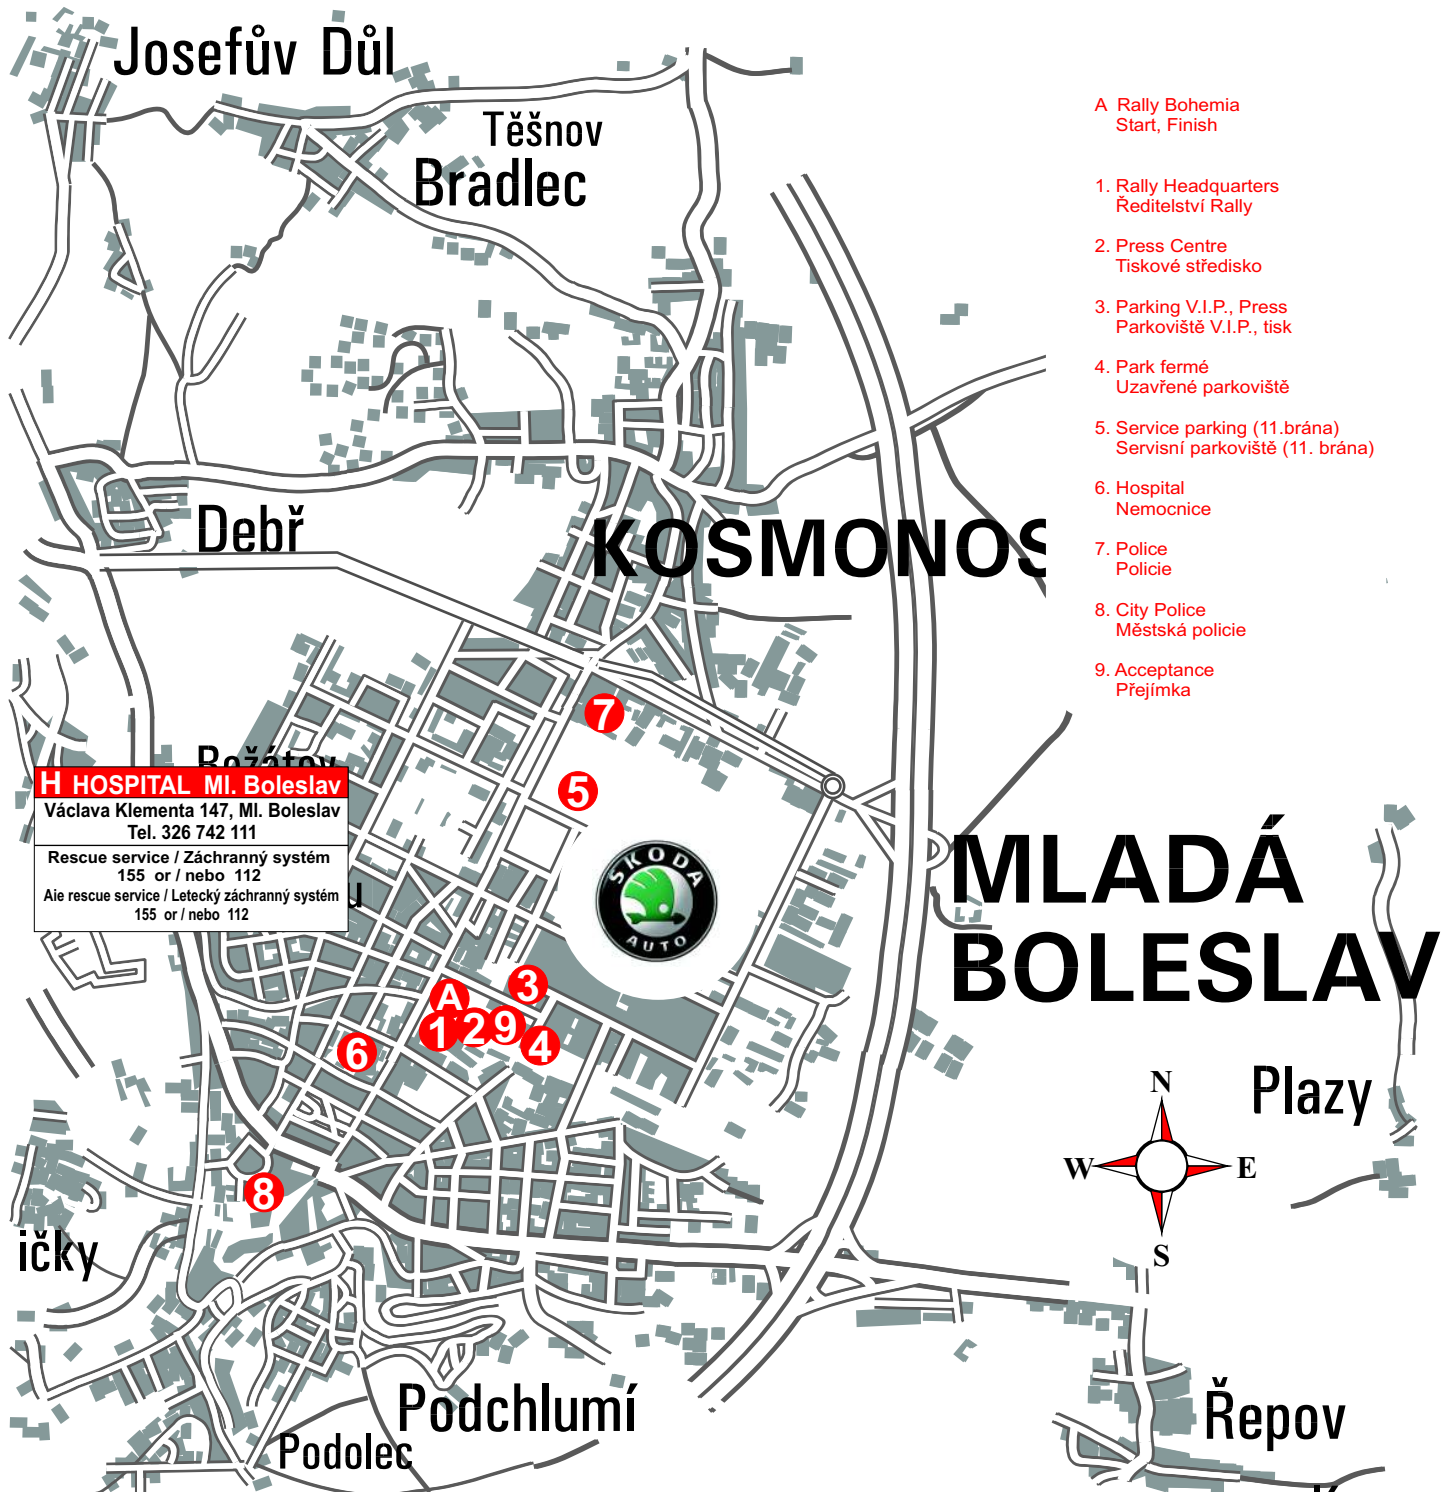 Josefův Důl
Těšnov
Bradlec
A Rally Bohemia
Start, Finish
1. Rally Headquarters
Ředitelství Rally
2. Press Centre
Tiskové středisko
3. Parking V.I.P., Press
Parkoviště V.I.P., tisk
4. Park fermé
Uzavřené parkoviště
5. Service parking (11.brána)
Servisní parkoviště (11. brána)
6. Hospital
Nemocnice
7. Police
Policie
8. City Police
Městská policie
9. Acceptance
Přejímka
Debř
KOSMONOS
7
H HOSPITAL Ml. Boleslav
Václava Klementa 147, Ml. Boleslav
Tel. 326 742 111
Rescue service / Záchranný systém
155 or / nebo 112
Aie rescue service / Letecký záchranný systém
155 or / nebo 112
u
5
ŠKODA
AUTO
MLADÁ
BOLESLAV
3
A
1
2
9
4
6
8
Plazy
N
W
E
S
ičky
Podchlumí
Podolec
Řepov